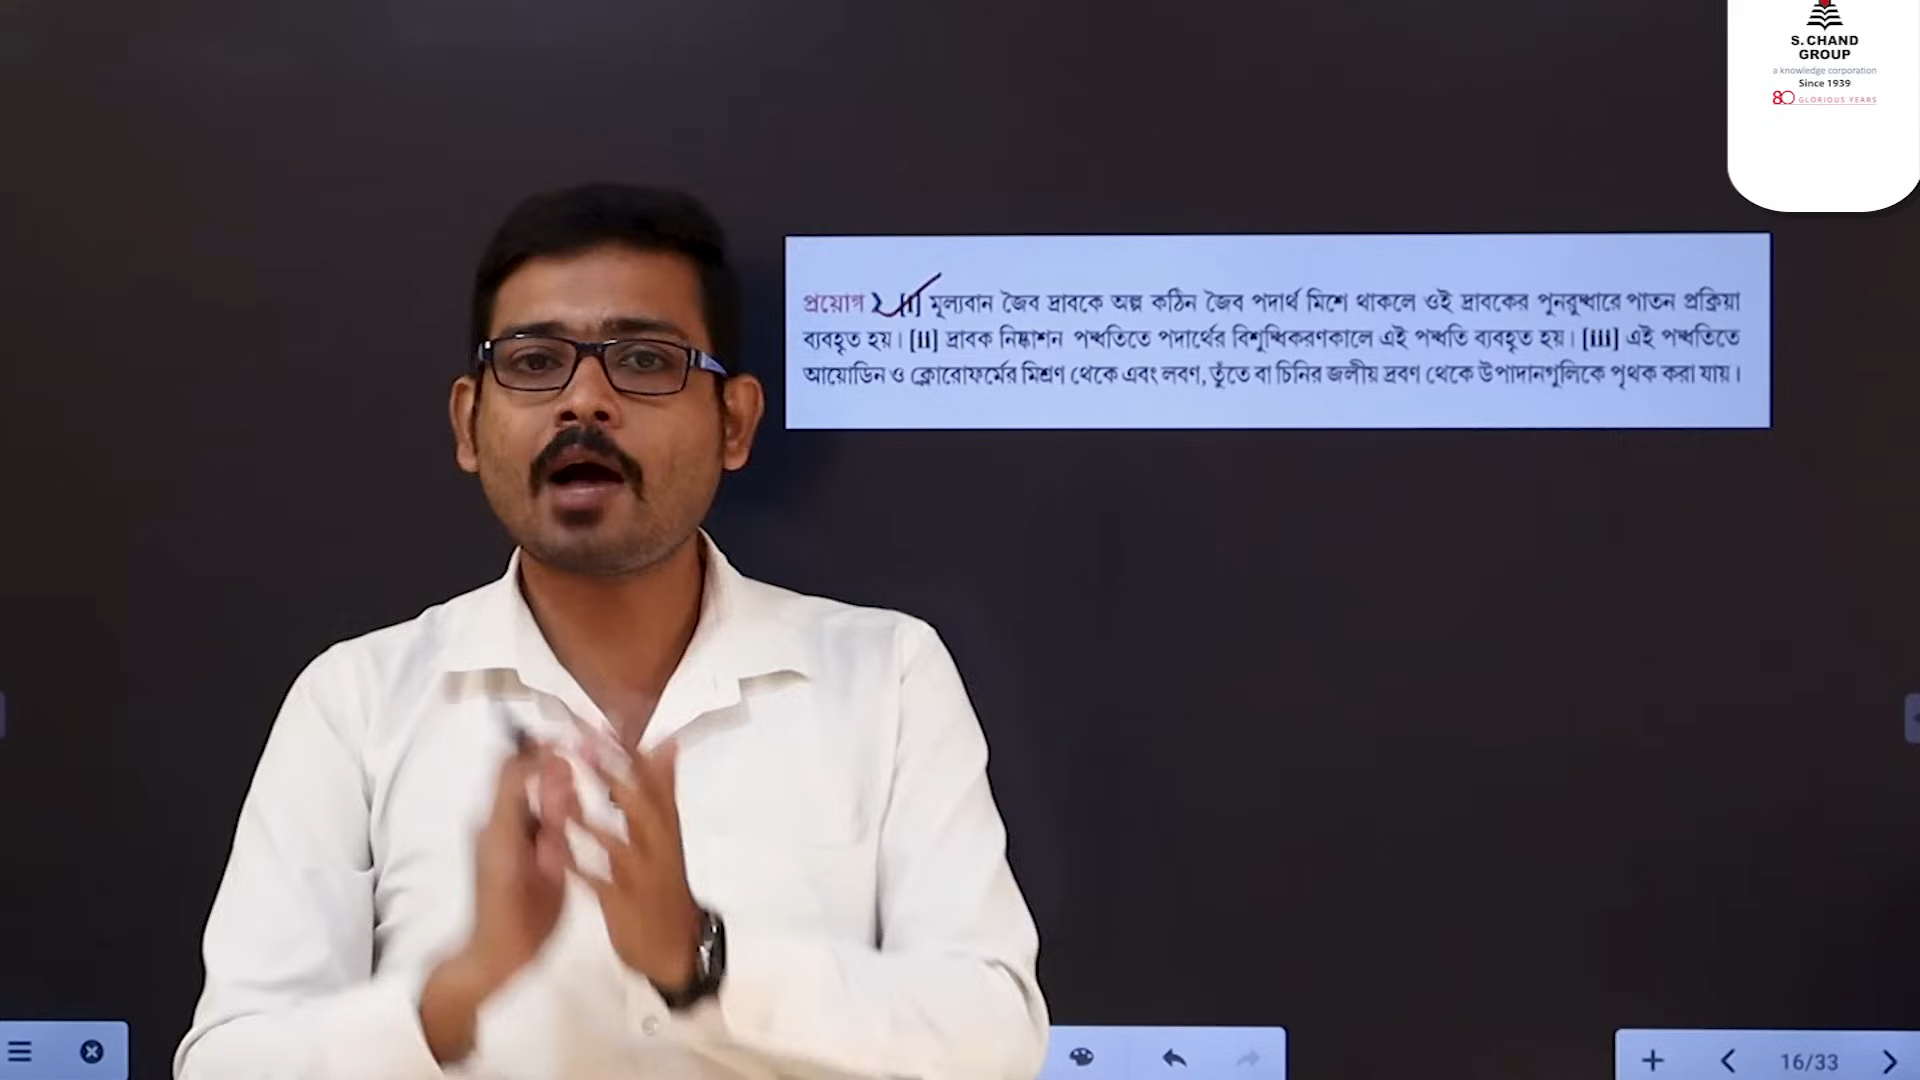 S. CHAND
GROUP
a knowledge corporation
Since 1939
80 GLORIOUS YEARS
প্রয়োগ [i] মূল্যবান জৈব দ্রাবকে অল্প কঠিন জৈব পদার্থ মিশে থাকলে ওই দ্রাবকের পুনরুদ্ধারে পাতন প্রক্রিয়া
ব্যবহৃত হয়। [ii] দ্রাবক নিষ্কাশন পদ্ধতিতে পদার্থের বিশুদ্ধিকরণকালে এই পদ্ধতি ব্যবহৃত হয়। [iii] এই পদ্ধতিতে
আয়োডিন ও ক্লোরোফর্মের মিশ্রণ থেকে এবং লবণ, তুঁতে বা চিনির জলীয় দ্রবণ থেকে উপাদানগুলিকে পৃথক করা যায়।
16/33